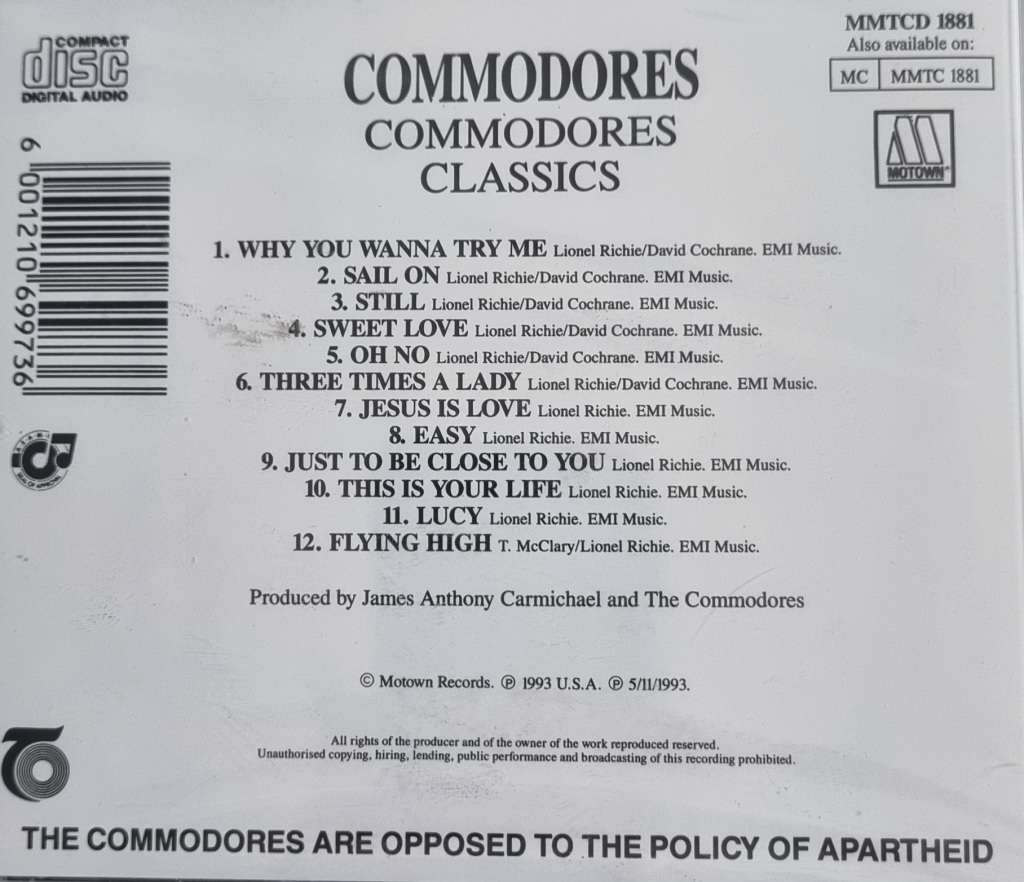 COMPACT
disc
DIGITAL AUDIO
MMTCD 1881
Also available on:
MC MMTC 1881
MOTOWN
COMMODORES
COMMODORES
CLASSICS
6 001210 699736
1. WHY YOU WANNA TRY ME Lionel Richie/David Cochrane. EMI Music.
2. SAIL ON Lionel Richie/David Cochrane. EMI Music.
3. STILL Lionel Richie/David Cochrane. EMI Music.
4. SWEET LOVE Lionel Richie/David Cochrane. EMI Music.
5. OH NO Lionel Richie/David Cochrane. EMI Music.
6. THREE TIMES A LADY Lionel Richie/David Cochrane. EMI Music.
7. JESUS IS LOVE Lionel Richie. EMI Music.
8. EASY Lionel Richie. EMI Music.
9. JUST TO BE CLOSE TO YOU Lionel Richie. EMI Music.
10. THIS IS YOUR LIFE Lionel Richie. EMI Music.
11. LUCY Lionel Richie. EMI Music.
12. FLYING HIGH T. McClary/Lionel Richie. EMI Music.
Produced by James Anthony Carmichael and The Commodores
© Motown Records. ℗ 1993 U.S.A. ℗ 5/11/1993.
All rights of the producer and of the owner of the work reproduced reserved.
Unauthorised copying, hiring, lending, public performance and broadcasting of this recording prohibited.
THE COMMODORES ARE OPPOSED TO THE POLICY OF APARTHEID